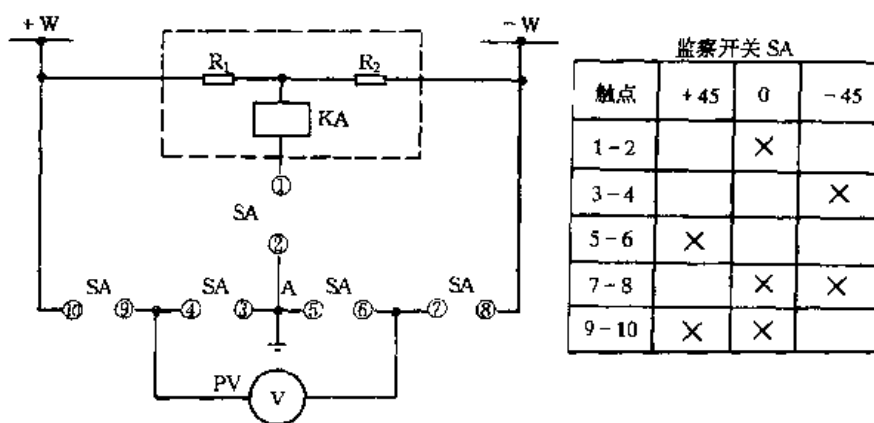 +W
−W
R₁
R₂
KA
①
SA
②
SA
SA
A
SA
SA
⑩
⑨
④
③
⑤
⑥
⑦
⑧
PV
V
监察开关 SA
触点 +45 0 −45
1−2 ×
3−4 ×
5−6 ×
7−8 × ×
9−10 × ×